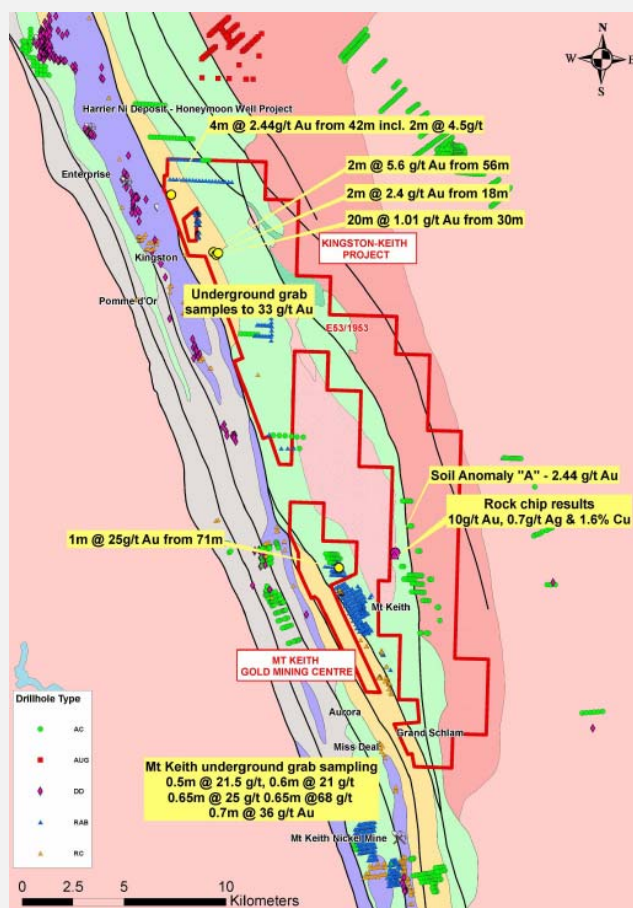 N
W E
S
Harrier Ni Deposit - Honeymoon Well Project
4m @ 2.44g/t Au from 42m incl. 2m @ 4.5g/t
2m @ 5.6 g/t Au from 56m
Enterprise
2m @ 2.4 g/t Au from 18m
20m @ 1.01 g/t Au from 30m
KINGSTON-KEITH
PROJECT
Kingston
Pomme d'Or
Underground grab
samples to 33 g/t Au
E53/1953
Soil Anomaly "A" - 2.44 g/t Au
Rock chip results
10g/t Au, 0.7g/t Ag & 1.6% Cu
1m @ 25g/t Au from 71m
Mt Keith
MT KEITH
GOLD MINING CENTRE
Drillhole Type
AC
AUG
DD
RAB
RC
Aurora
Grand Schlam
Miss Deal
Mt Keith underground grab sampling
0.5m @ 21.5 g/t, 0.6m @ 21 g/t
0.65m @ 25 g/t 0.65m @68 g/t
0.7m @ 36 g/t Au
Mt Keith Nickel Mine
0 2.5 5 10
Kilometers